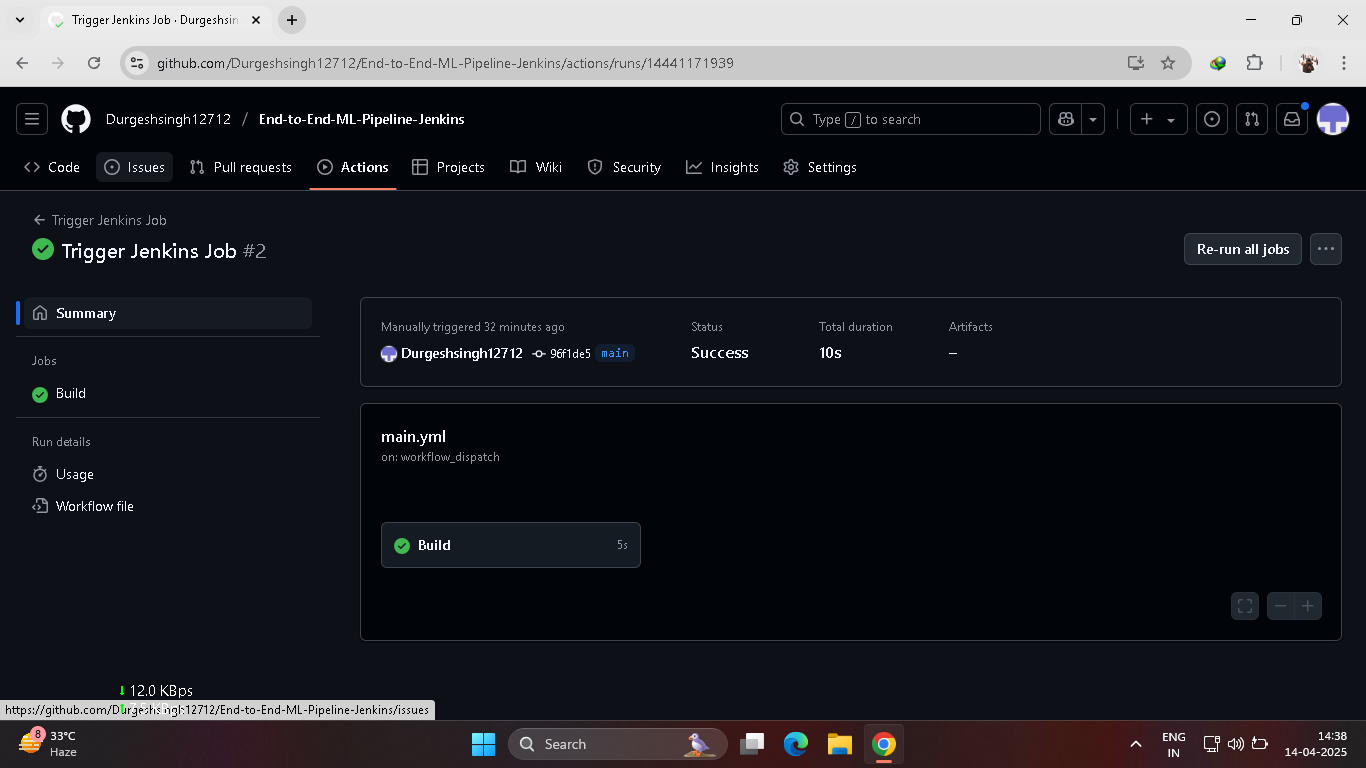 Trigger Jenkins Job · Durgeshsin
github.com/Durgeshsingh12712/End-to-End-ML-Pipeline-Jenkins/actions/runs/14441171939
Durgeshsingh12712 / End-to-End-ML-Pipeline-Jenkins
Type / to search
Code Issues Pull requests Actions Projects Wiki Security Insights Settings
Trigger Jenkins Job
Trigger Jenkins Job #2
Re-run all jobs
Summary
Jobs
Build
Run details
Usage
Workflow file
Manually triggered 32 minutes ago
Durgeshsingh12712 96f1de5 main
Status
Success
Total duration
10s
Artifacts
–
main.yml
on: workflow_dispatch
Build 5s
12.0 KBps
https://github.com/Durgeshsingh12712/End-to-End-ML-Pipeline-Jenkins/issues
8
33°C
Haze
Search
ENG
IN
14:38
14-04-2025